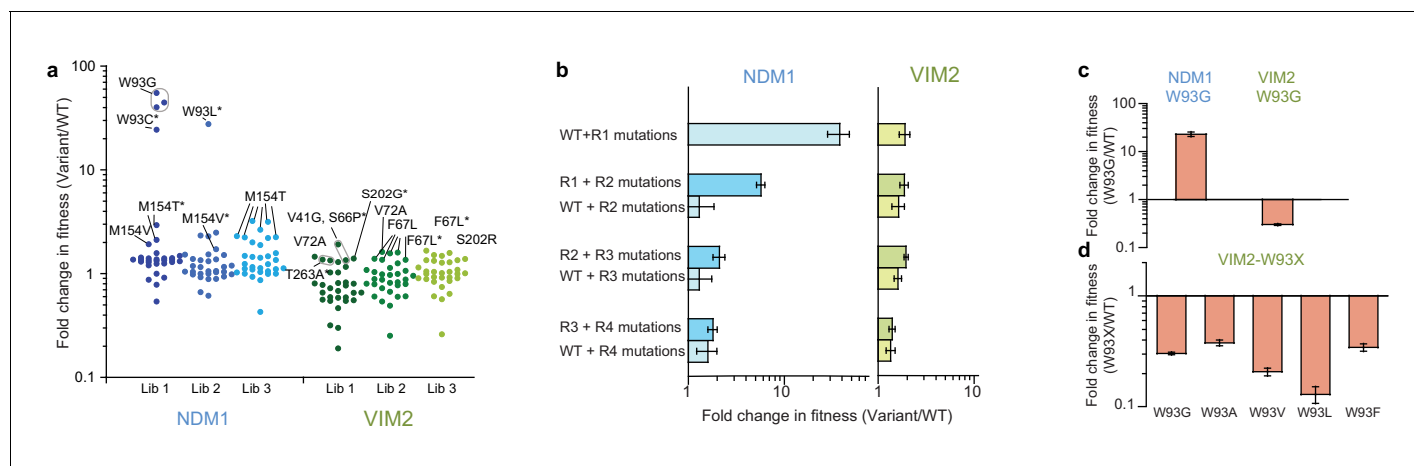 a
100
10
1
0.1
Fold change in fitness (Variant/WT)
W93G
W93C*
W93L*
M154T*
M154V
M154V*
M154T
V41G, S66P*
V72A
T263A*
S202G*
V72A
F67L
F67L*
F67L*
S202R
Lib 1 Lib 2 Lib 3 Lib 1 Lib 2 Lib 3
NDM1 VIM2
b
NDM1 VIM2
WT+R1 mutations
R1 + R2 mutations
WT + R2 mutations
R2 + R3 mutations
WT + R3 mutations
R3 + R4 mutations
WT + R4 mutations
1 10 1 10
Fold change in fitness (Variant/WT)
c
NDM1 VIM2
W93G W93G
100
10
1
0.1
Fold change in fitness
(W93G/WT)
d
VIM2-W93X
1
0.1
Fold change in fitness
(W93X/WT)
W93G W93A W93V W93L W93F